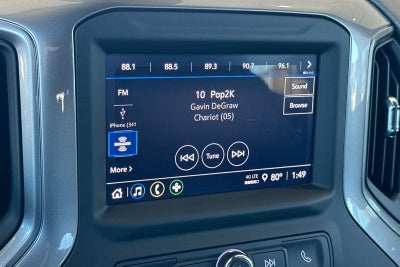 88.1 88.5 89.3 90.7 96.1
FM
10 Pop2K
Sound
Gavin DeGraw
Browse
Chariot (05)
iPhone (341
Tune
More >
4G LTE 80° 1:49